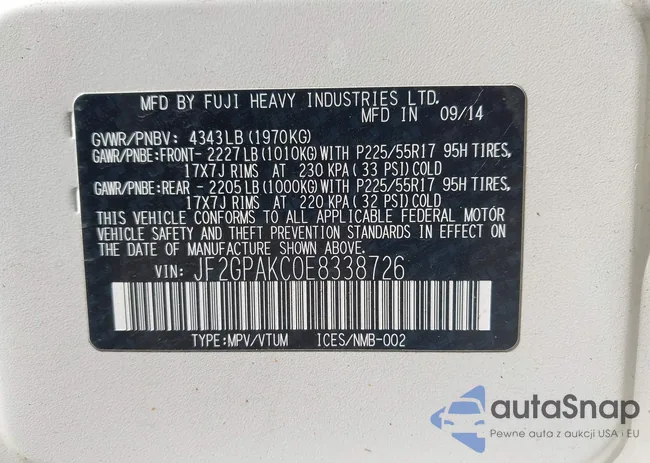 MFD BY FUJI HEAVY INDUSTRIES LTD.
MFD IN 09/14
GVWR/PNBV: 4343LB(1970KG)
GAWR/PNBE:FRONT-2227LB(1010KG)WITH P225/55R17 95H TIRES,
17X7J RIMS AT 230 KPA(33 PSI)COLD
GAWR/PNBE:REAR -2205LB(1000KG)WITH P225/55R17 95H TIRES,
17X7J RIMS AT 220 KPA(32 PSI)COLD
THIS VEHICLE CONFORMS TO ALL APPLICABLE FEDERAL MOTOR
VEHICLE SAFETY AND THEFT PREVENTION STANDARDS IN EFFECT
ON THE DATE OF MANUFACTURE SHOWN ABOVE.
VIN: JF2GPAKC0E8338726
TYPE:MPV/VTUM ICES/NMB-002
autoSnap
Pewne auta z aukcji USA i EU